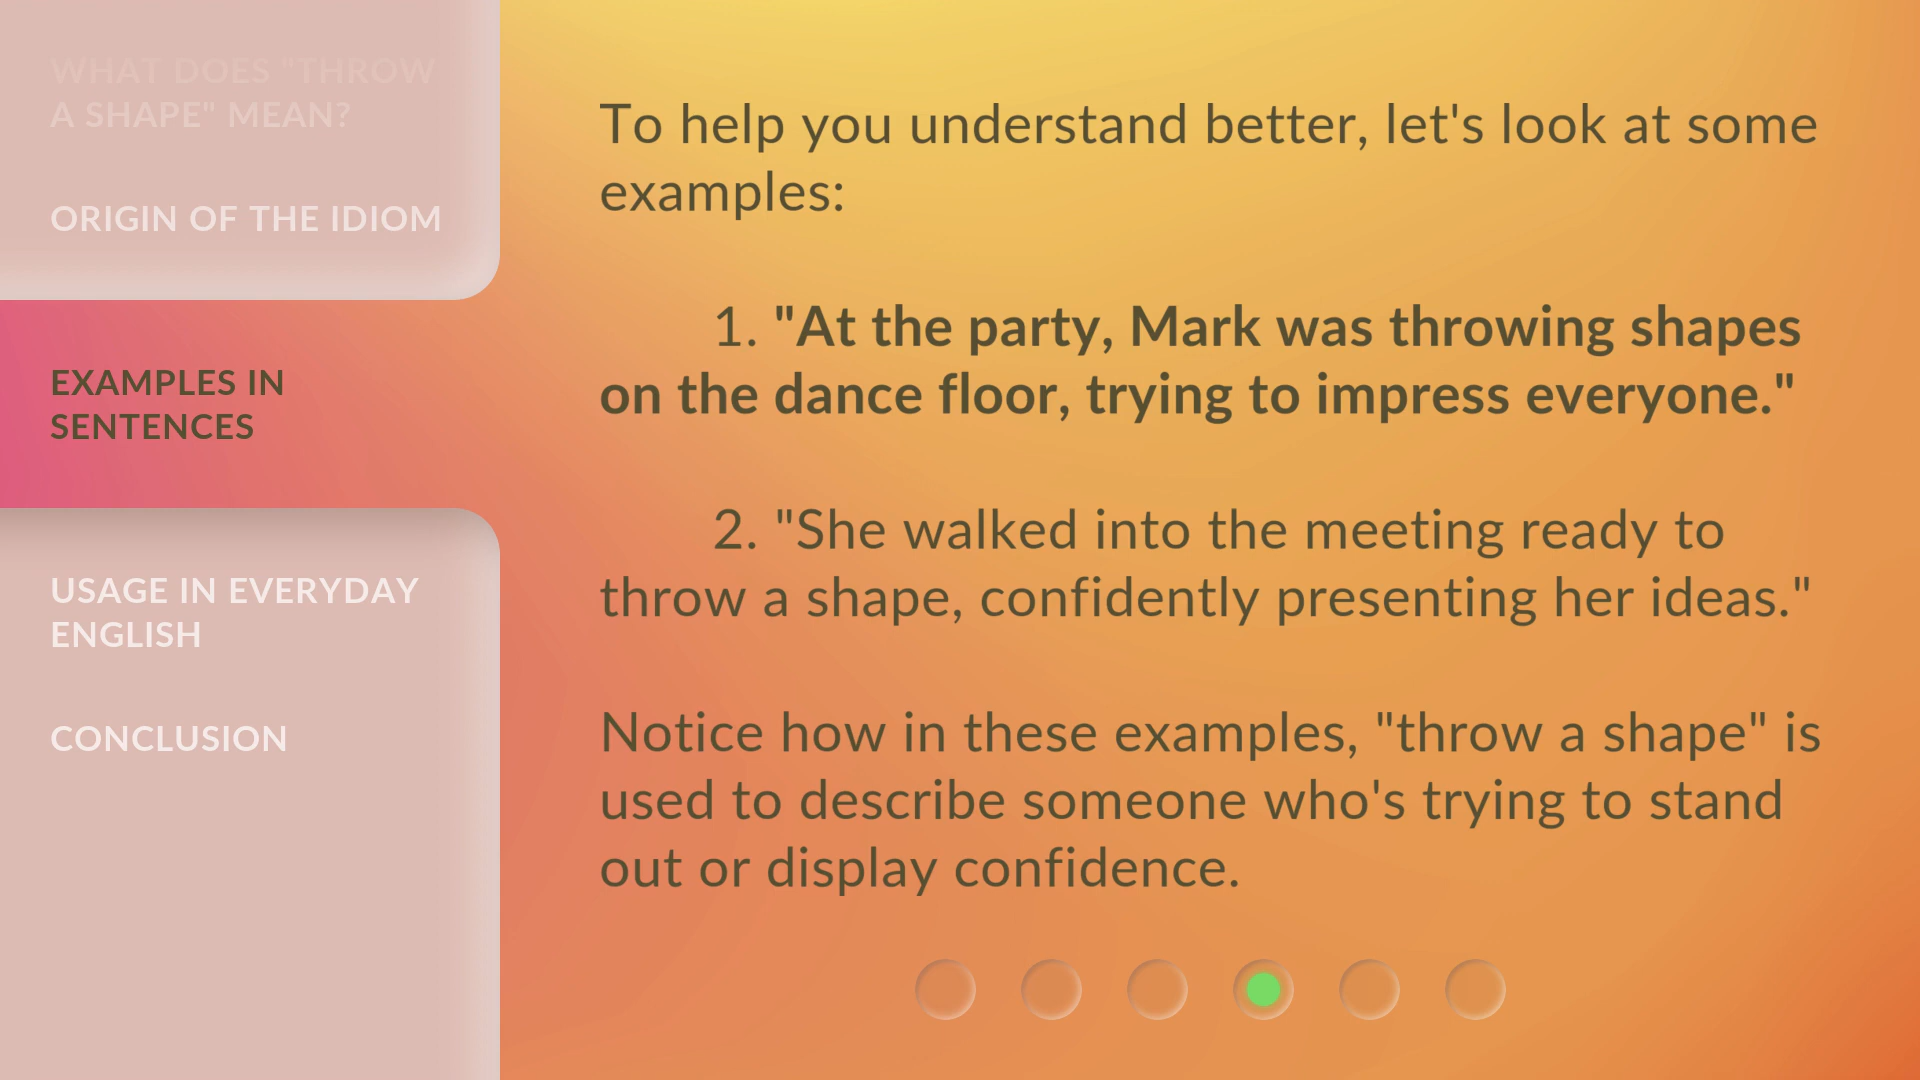 WHAT DOES "THROW
A SHAPE" MEAN?
ORIGIN OF THE IDIOM
EXAMPLES IN
SENTENCES
USAGE IN EVERYDAY
ENGLISH
CONCLUSION
To help you understand better, let's look at some
examples:
1. "At the party, Mark was throwing shapes
on the dance floor, trying to impress everyone."
2. "She walked into the meeting ready to
throw a shape, confidently presenting her ideas."
Notice how in these examples, "throw a shape" is
used to describe someone who's trying to stand
out or display confidence.